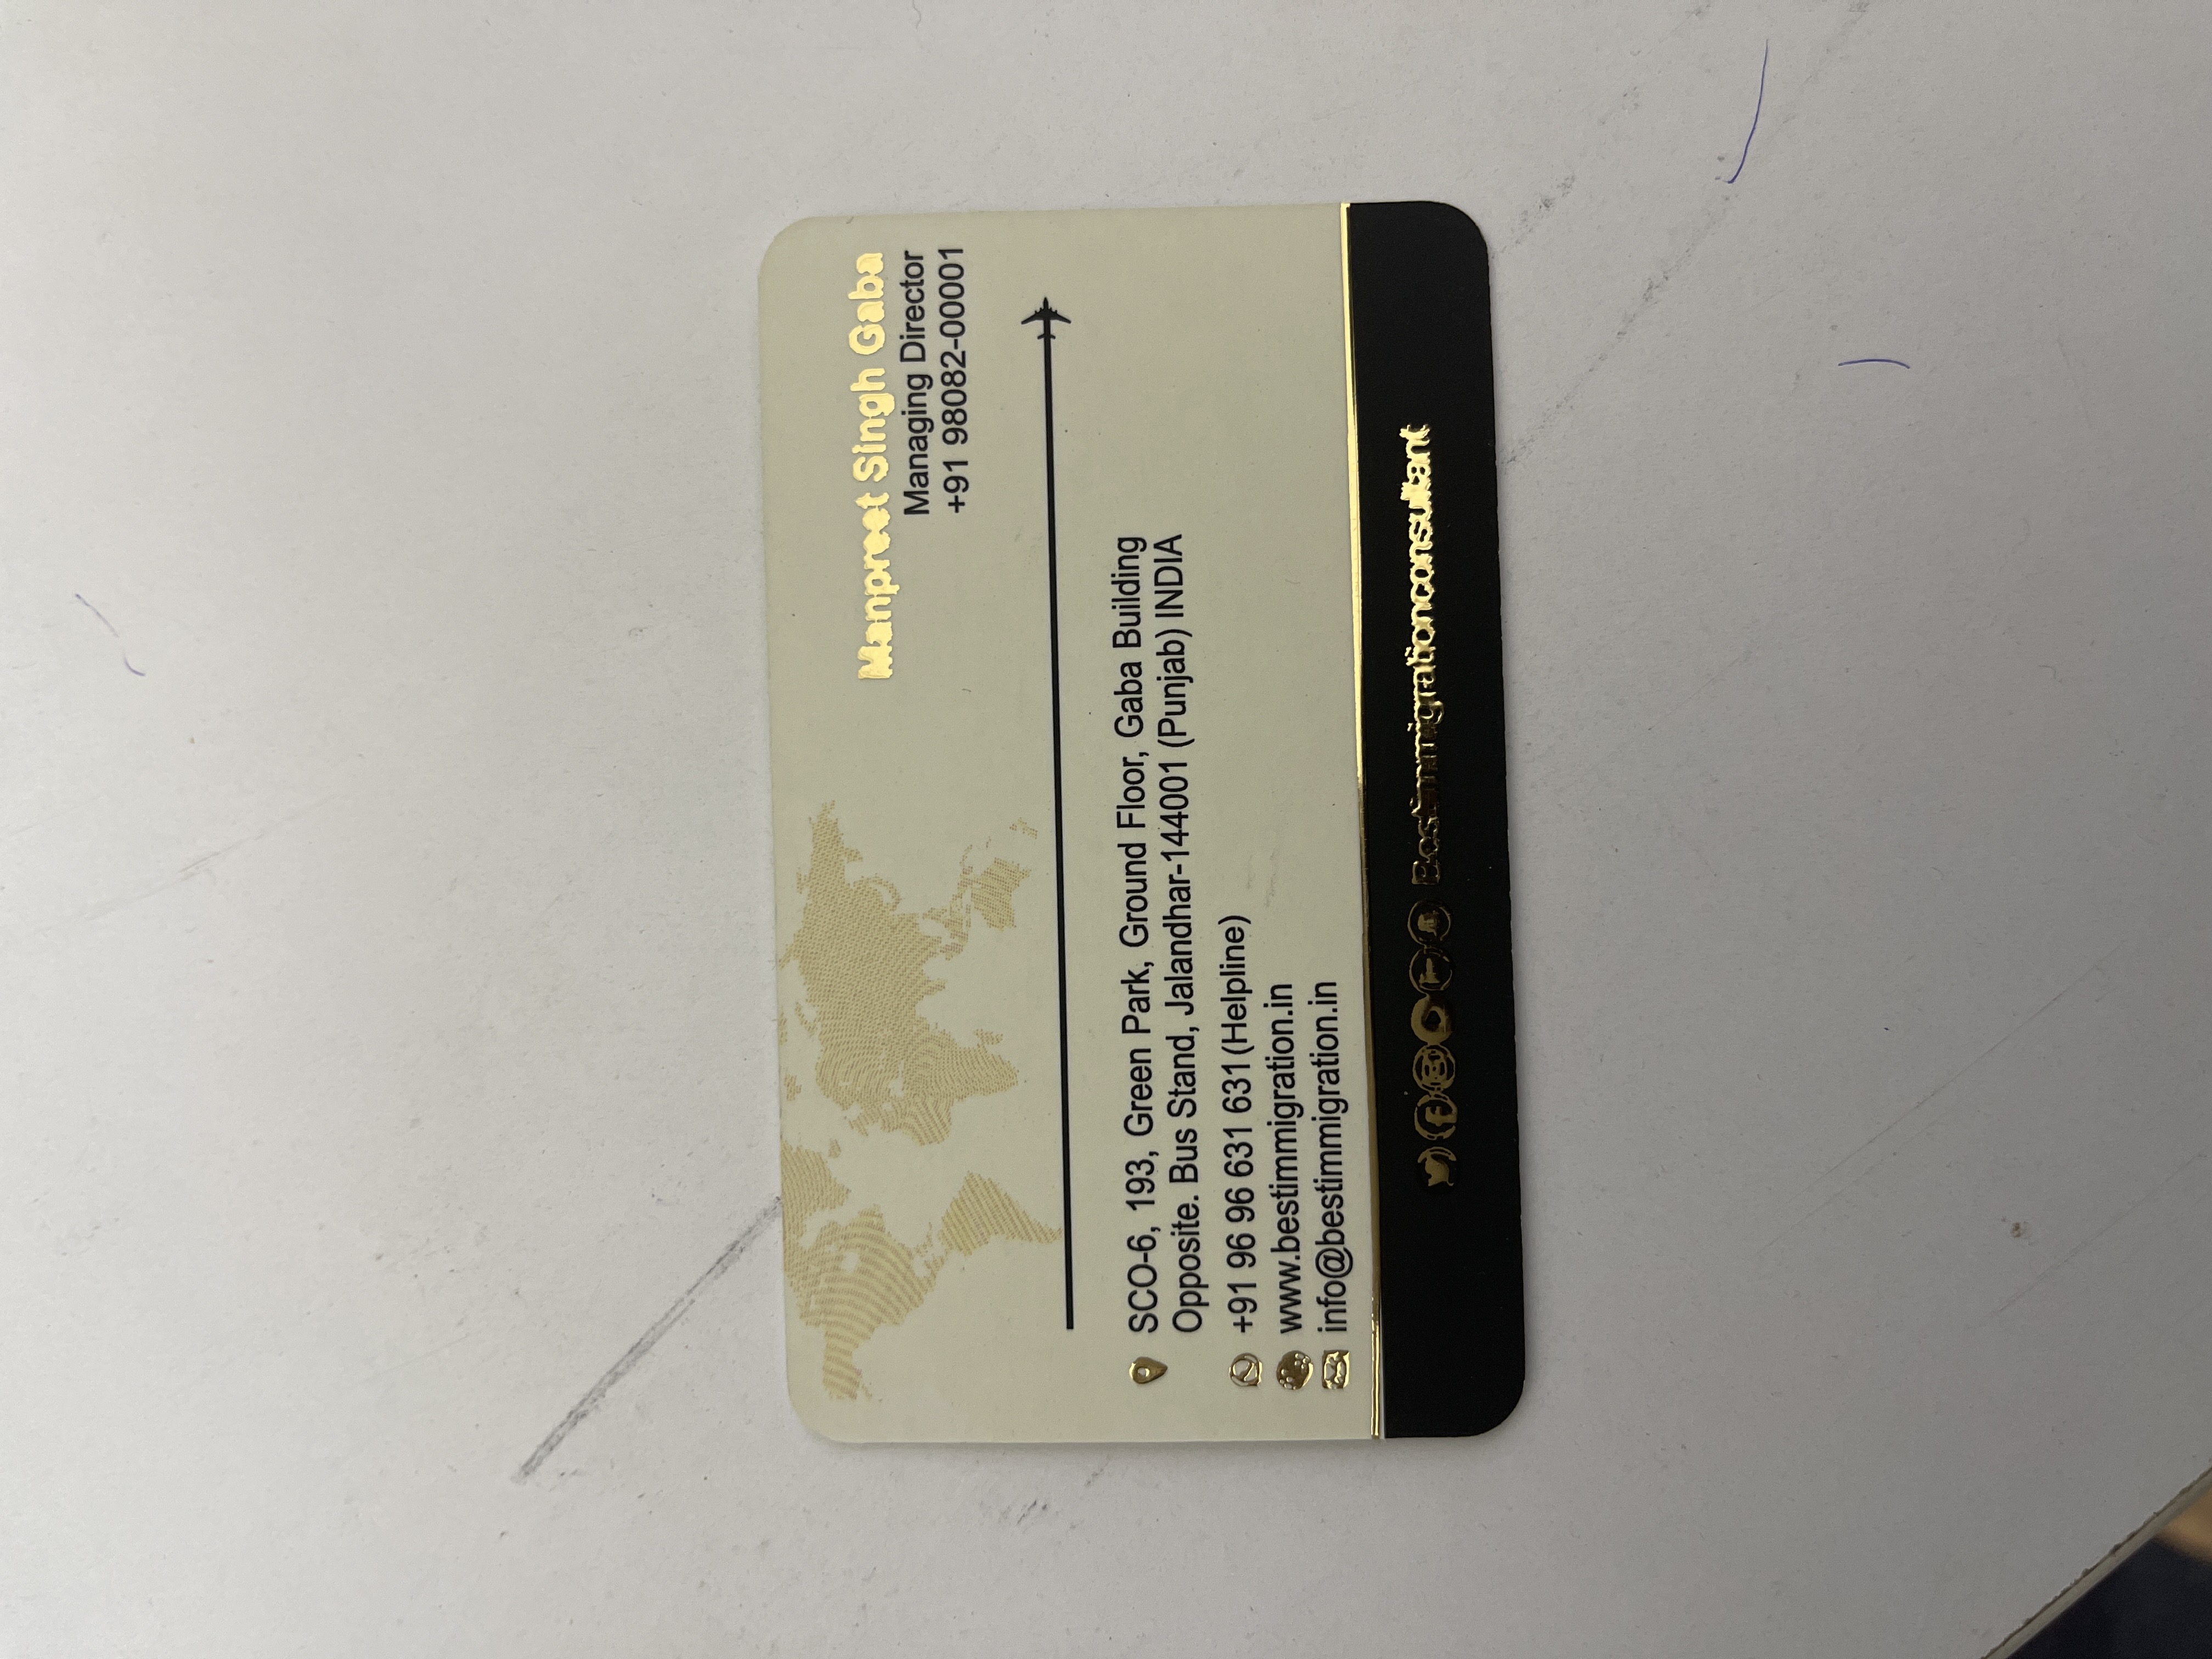 Manpreet Singh Gaba
Managing Director
+91 98082-00001
SCO-6, 193, Green Park, Ground Floor, Gaba Building
Opposite. Bus Stand, Jalandhar-144001 (Punjab) INDIA
+91 96 96 631 631(Helpline)
www.bestimmigration.in
info@bestimmigration.in
Bestimmigrationconsultant